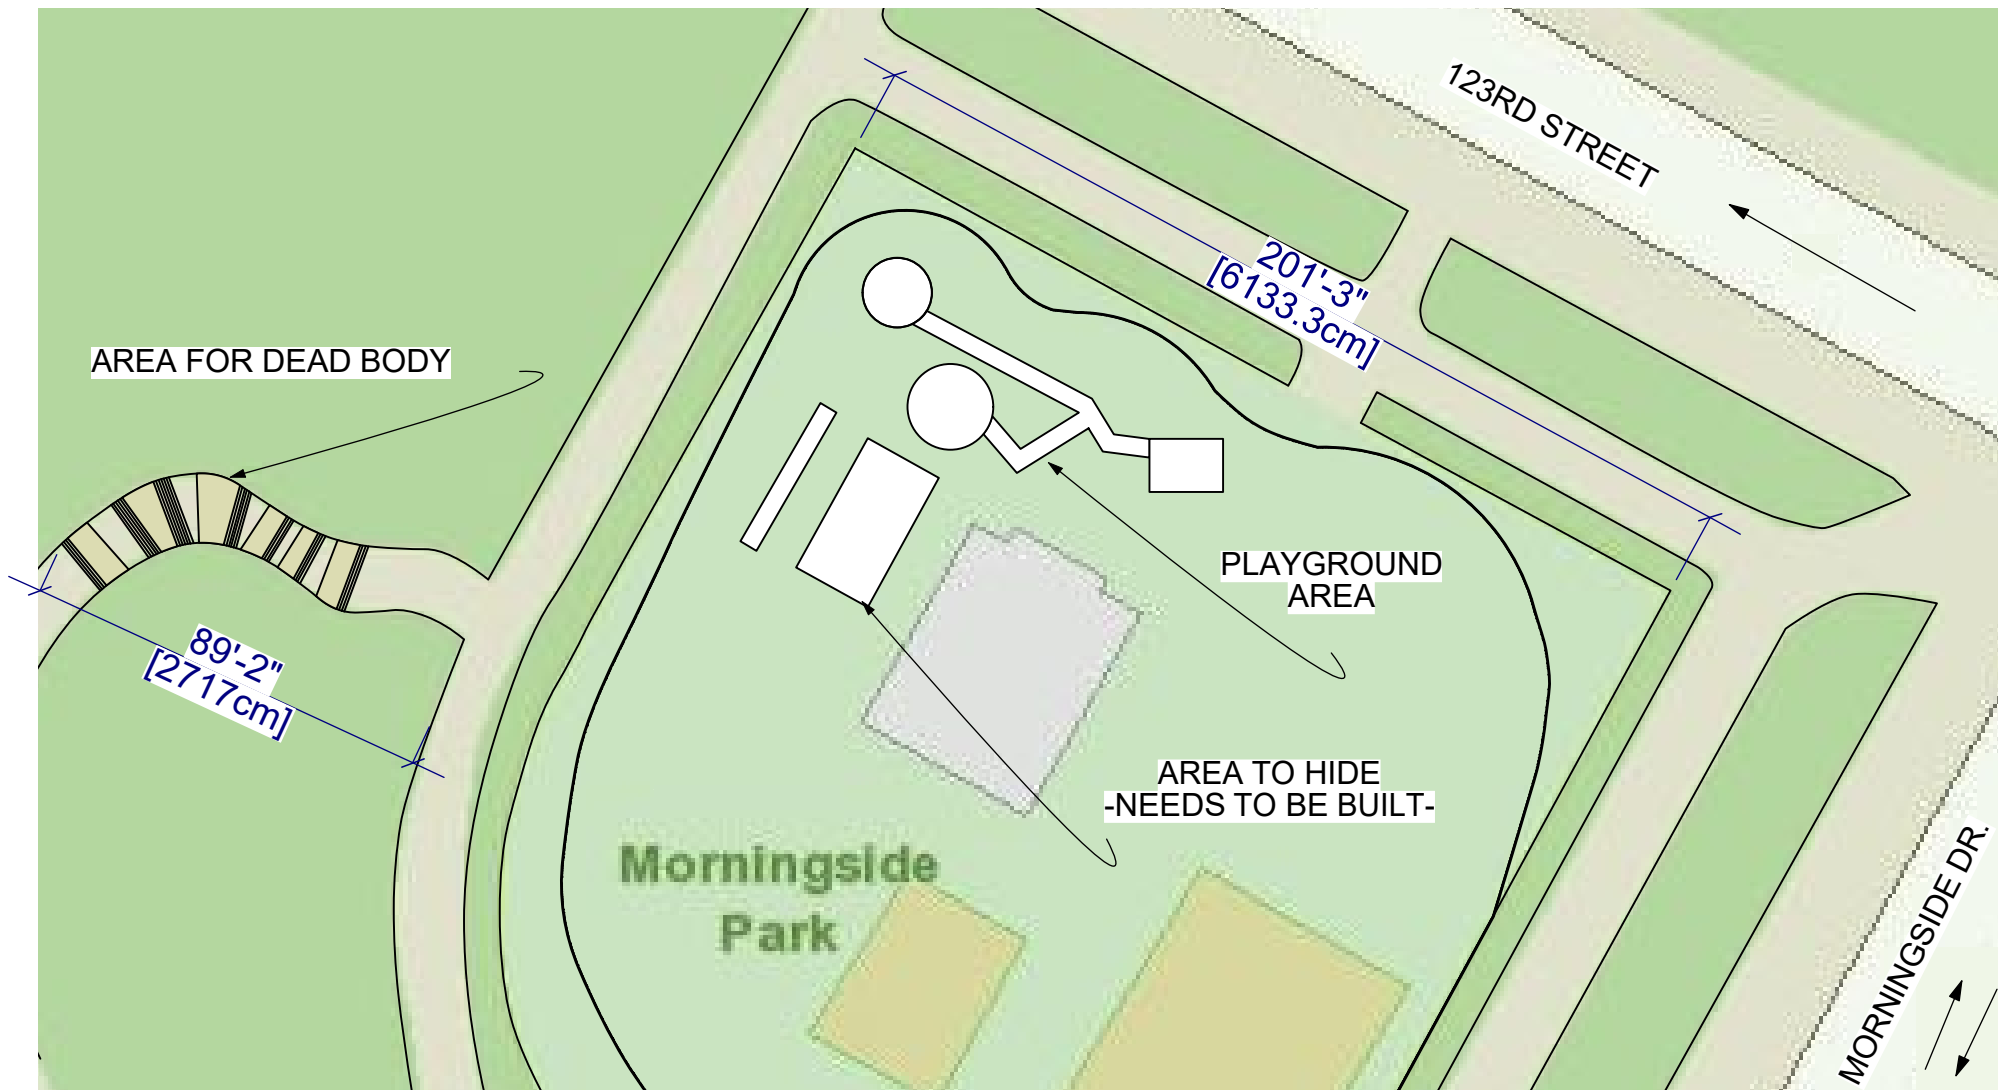 123RD STREET
201'-3"
[6133.3cm]
AREA FOR DEAD BODY
PLAYGROUND
AREA
89'-2"
[2717cm]
AREA TO HIDE
-NEEDS TO BE BUILT-
Morningside
Park
MORNINGSIDE DR.